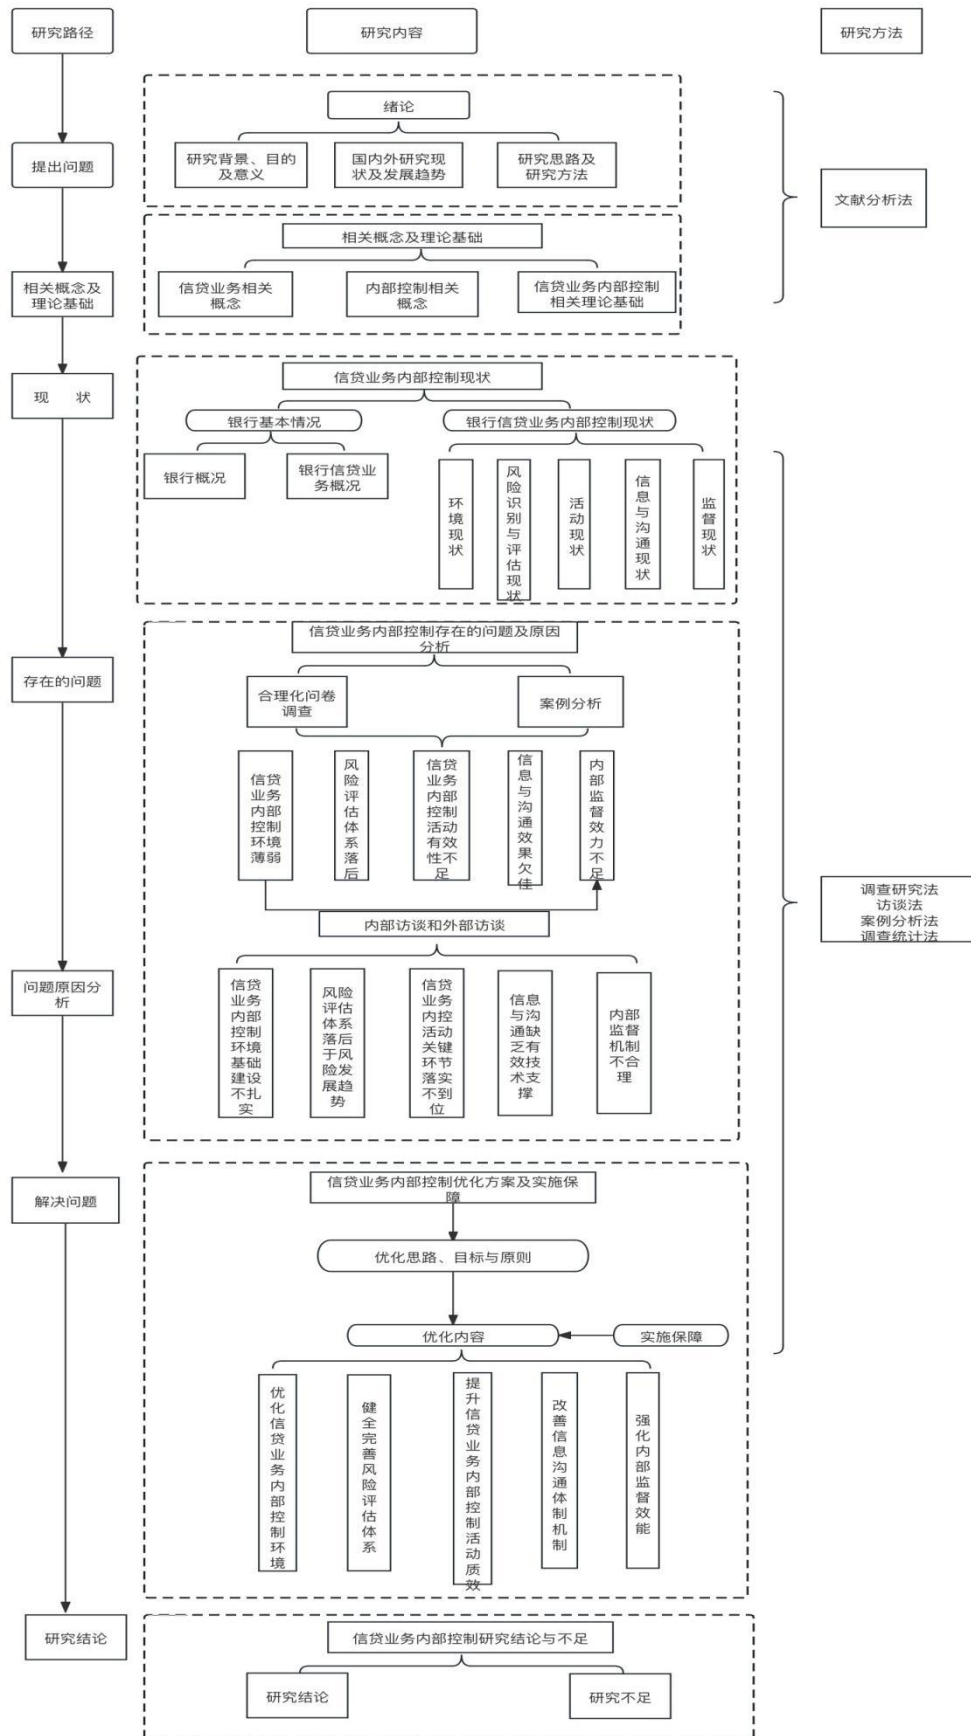 研究路径
研究内容
研究方法
绪论
提出问题
研究背景、目的
及意义
国内外研究现
状及发展趋势
研究思路及
研究方法
文献分析法
相关概念及理论基础
相关概念及
理论基础
信贷业务相关
概念
内部控制相关
概念
信贷业务内部控制
相关理论基础
现 状
信贷业务内部控制现状
银行基本情况
银行信贷业务内部控制现状
银行概况
银行信贷业
务概况
环境现状
风险识别与评估现状
活动现状
信息与沟通现状
监督现状
存在的问题
信贷业务内部控制存在的问题及原因
分析
合理化问卷
调查
案例分析
信贷
业务
内部
控制
环境
薄弱
风险评估体系落后
信贷
业务
内部
控制
活动
有效
性不
足
信息与沟通效果欠佳
内部监督效力不足
调查研究法
访谈法
案例分析法
调查统计法
内部访谈和外部访谈
问题原因分
析
信贷
业务
内部
控制
环境
基础
建设
不扎
实
风险
评估
体系
落后
于风
险发
展趋
势
信贷
业务
内控
活动
关键
环节
落实
不到
位
信息
与沟
通缺
乏有
效技
术支
撑
内部
监督
机制
不合
理
解决问题
信贷业务内部控制优化方案及实施保
障
优化思路、目标与原则
优化内容
实施保障
优化信贷业务内部控制环境
健全完善风险评估体系
提升信贷业务内部控制活动质效
改善信息沟通体制机制
强化内部监督效能
研究结论
信贷业务内部控制研究结论与不足
研究结论
研究不足